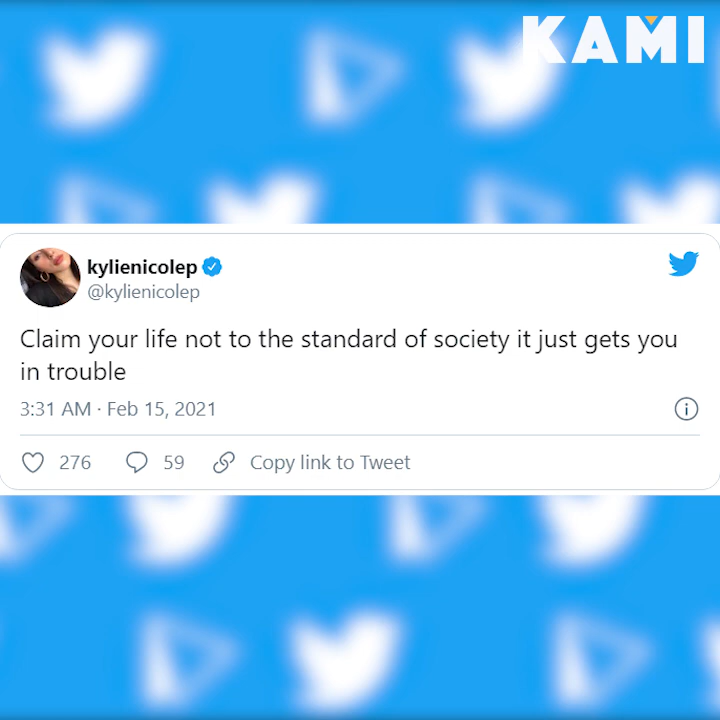 KAMI
kylienicolep
@kylienicolep
Claim your life not to the standard of society it just gets you
in trouble
3:31 AM · Feb 15, 2021
276 59 Copy link to Tweet